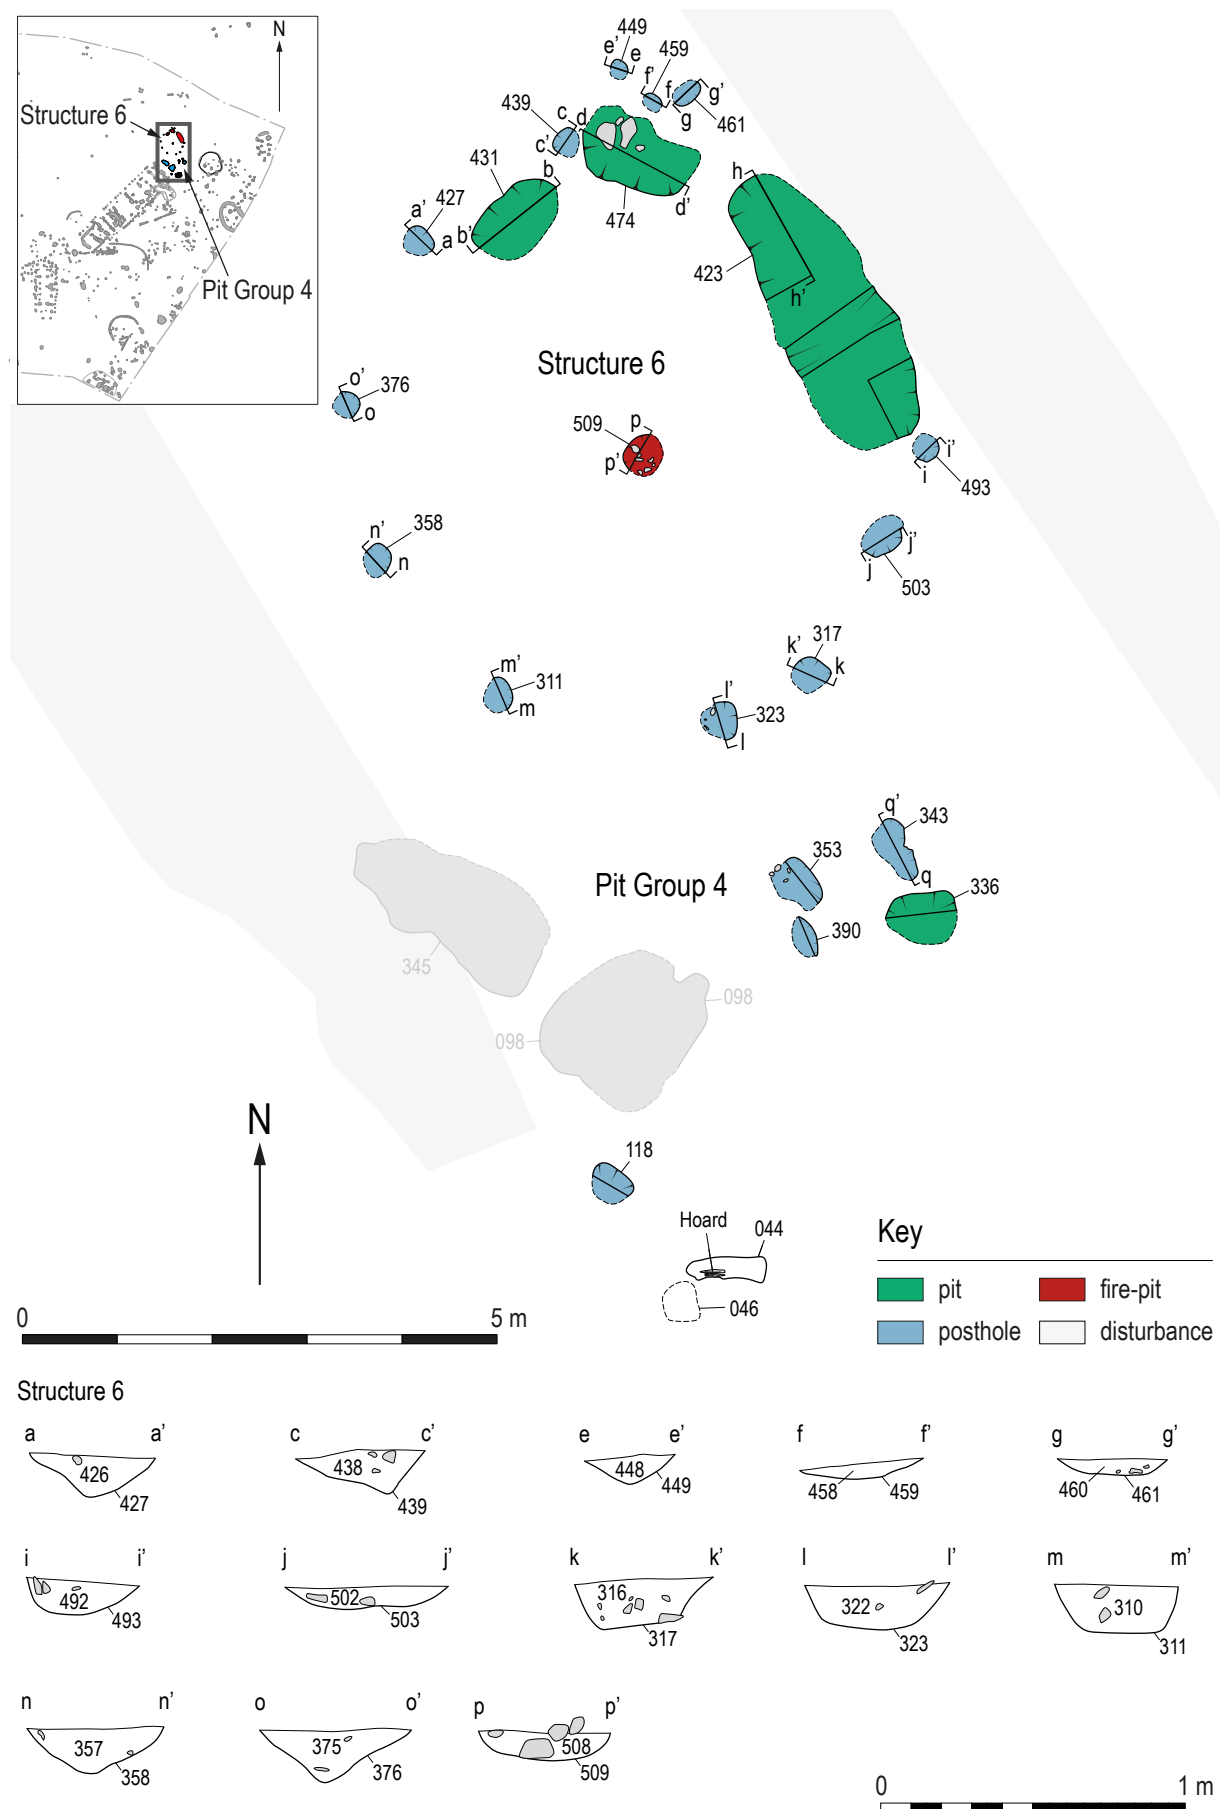 N
Structure 6
Pit Group 4
449
e' e
459
f' f
g'
g
461
439
c d
c'
431
b
b'
427
a'
a
474
d'
h
423
h'
Structure 6
o' 376
o
509 p
p'
i'
i
493
n' 358
n
j'
j
503
k' 317
k
m'
311
m
l'
323
l
q'
343
q
353
Pit Group 4
336
390
345
098
098
N
118
Hoard 044
046
0 5 m
Key
pit
fire-pit
posthole
disturbance
Structure 6
a a'
426
427
c c'
438
439
e e'
448
449
f f'
458 459
g g'
460 461
i i'
492
493
j j'
502
503
k k'
316
317
l l'
322
323
m m'
310
311
n n'
357
358
o o'
375
376
p p'
508
509
0 1 m